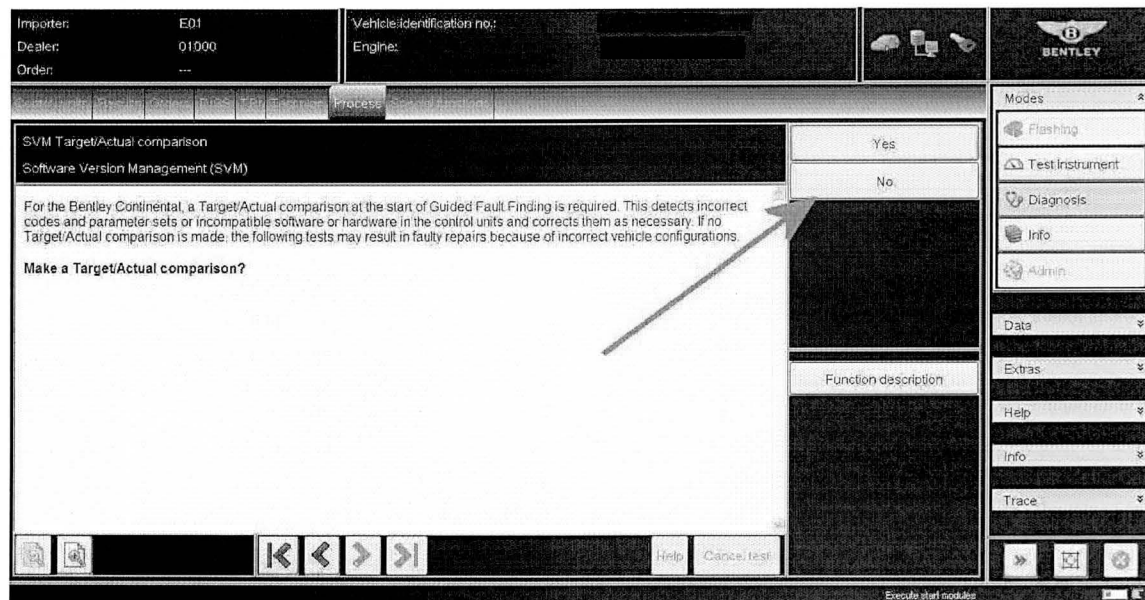 Importer: E01
Dealer: 01000
Order: ---
Vehicle identification no.:
Engine:
BENTLEY
Process
SVM Target/Actual comparison
Software Version Management (SVM)
For the Bentley Continental, a Target/Actual comparison at the start of Guided Fault Finding is required. This detects incorrect
codes and parameter sets or incompatible software or hardware in the control units and corrects them as necessary. If no
Target/Actual comparison is made, the following tests may result in faulty repairs because of incorrect vehicle configurations.
Make a Target/Actual comparison?
Yes
No
Function description
Help
Cancel test
Modes
Flashing
Test instrument
Diagnosis
Info
Admin
Data
Extras
Help
Info
Trace
Execute start modules